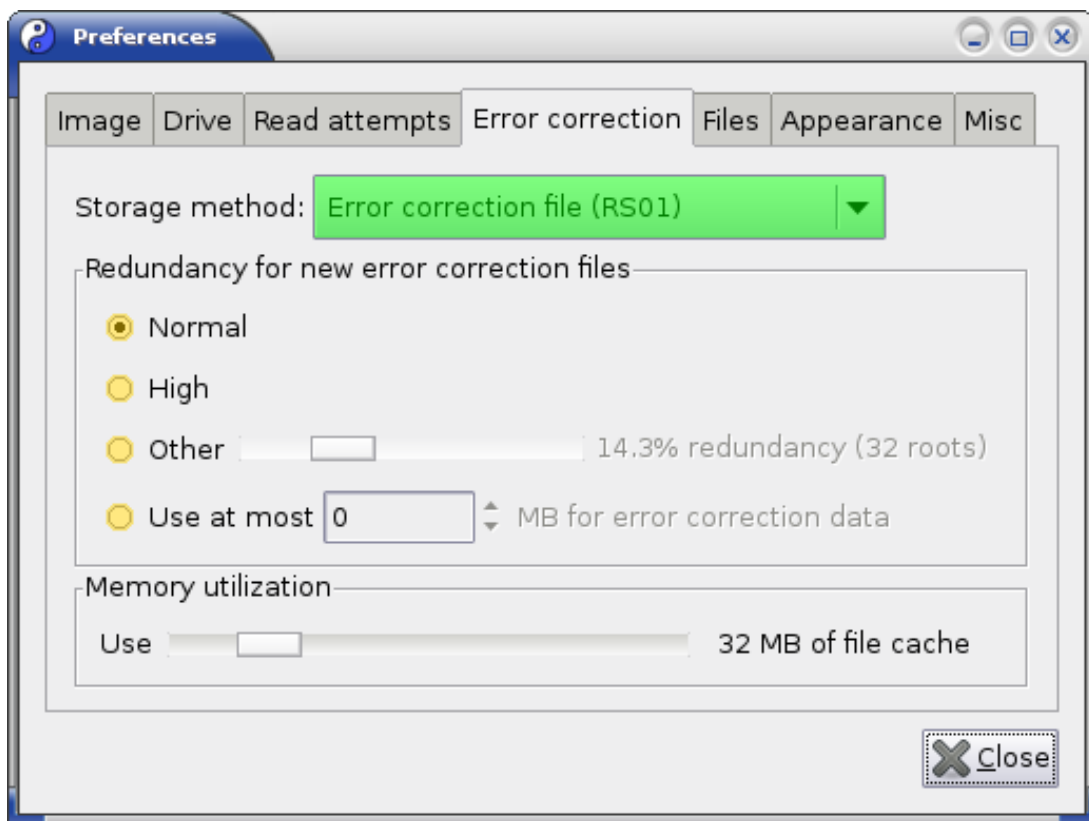 Preferences
Image Drive Read attempts Error correction Files Appearance Misc
Storage method: Error correction file (RS01)
Redundancy for new error correction files
Normal
High
Other 14.3% redundancy (32 roots)
Use at most 0 MB for error correction data
Memory utilization
Use 32 MB of file cache
Close